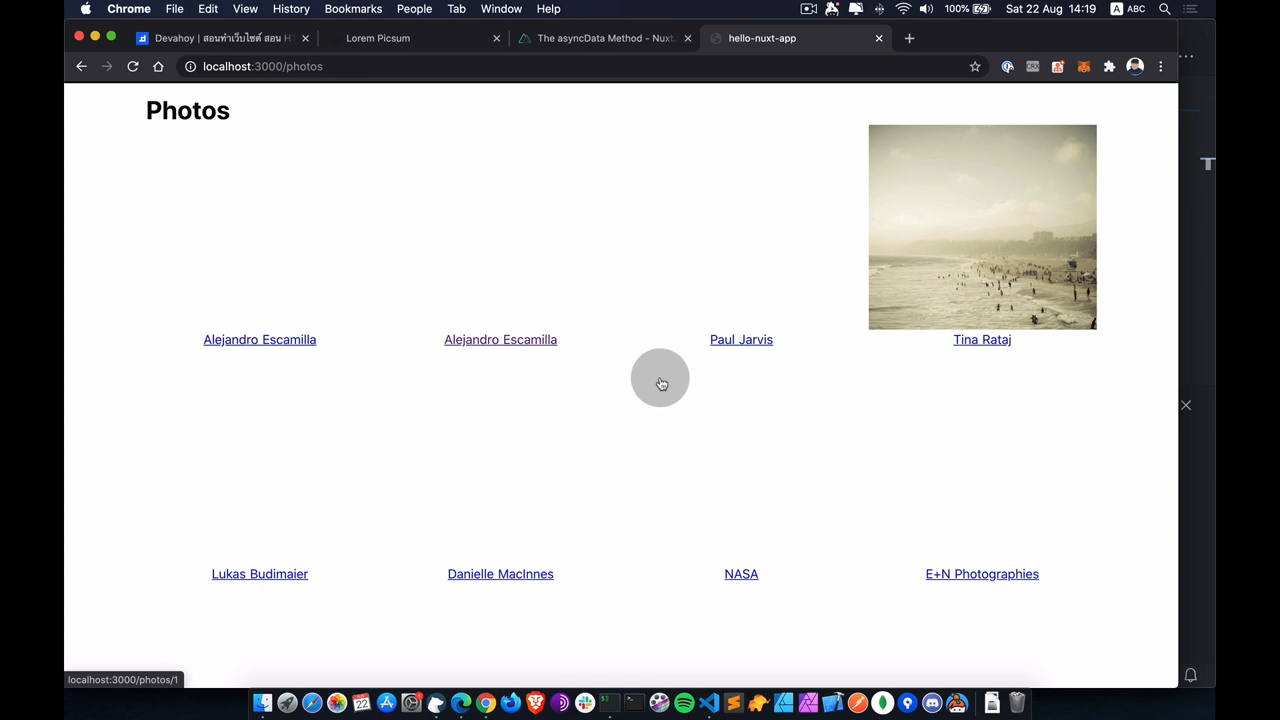 Chrome File Edit View History Bookmarks People Tab Window Help 100% Sat 22 Aug 14:19 A ABC
Devahoy | สอนทำเว็บไซต์ สอน HT
Lorem Picsum
The asyncData Method - Nuxt.
hello-nuxt-app
localhost:3000/photos
Photos
Alejandro Escamilla
Alejandro Escamilla
Paul Jarvis
Tina Rataj
Lukas Budimaier
Danielle MacInnes
NASA
E+N Photographies
localhost:3000/photos/1
22